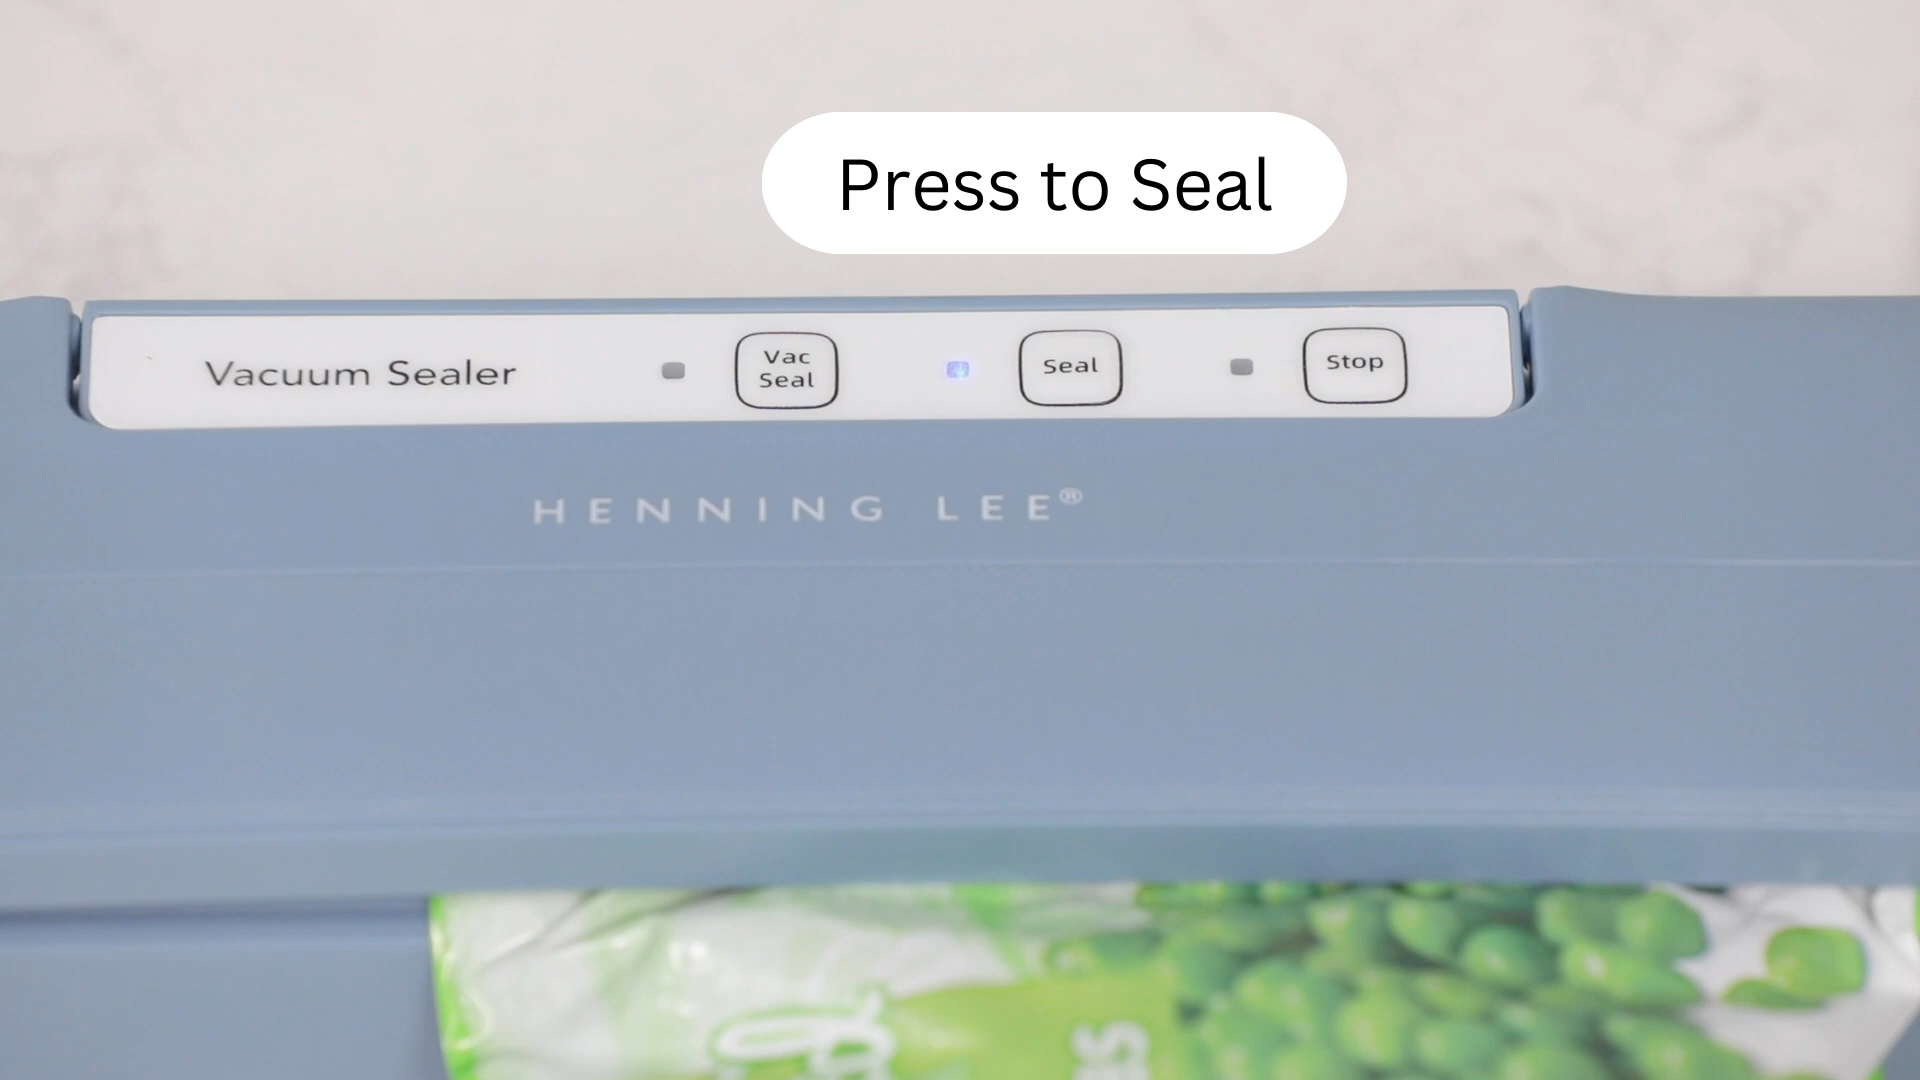 Press to Seal
Vacuum Sealer
Vac
Seal
Seal
Stop
HENNING LEE®